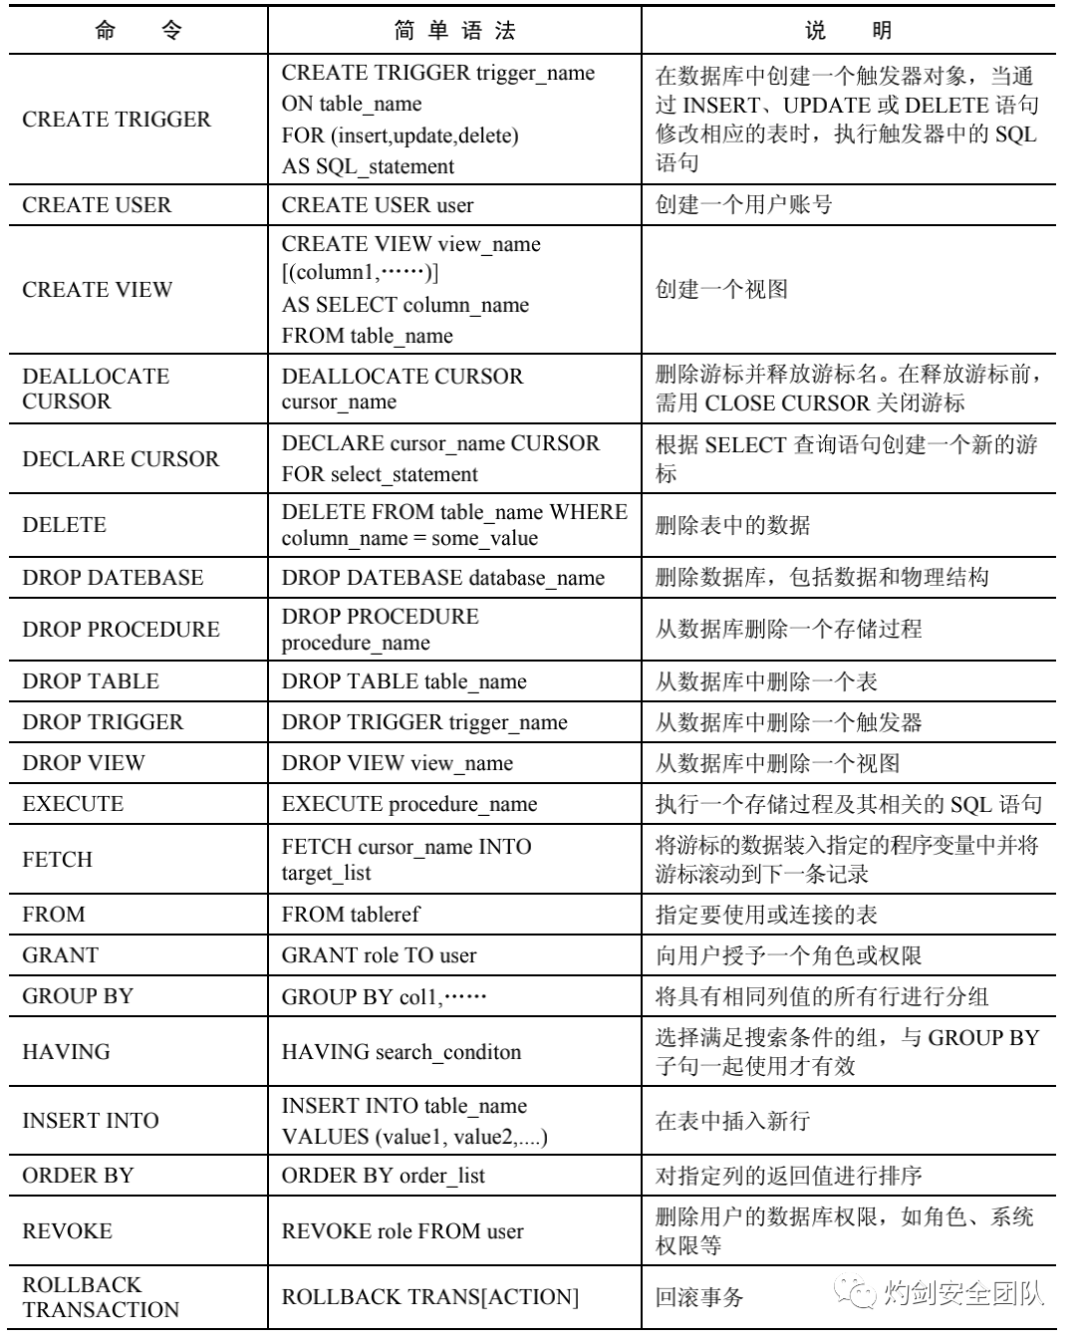 命 令 简 单 语 法 说 明
CREATE TRIGGER
CREATE TRIGGER trigger_name
ON table_name
FOR (insert,update,delete)
AS SQL_statement
在数据库中创建一个触发器对象，当通
过 INSERT、UPDATE 或 DELETE 语句
修改相应的表时，执行触发器中的 SQL
语句
CREATE USER
CREATE USER user
创建一个用户账号
CREATE VIEW
CREATE VIEW view_name
[(column1,……)]
AS SELECT column_name
FROM table_name
创建一个视图
DEALLOCATE
CURSOR
DEALLOCATE CURSOR
cursor_name
删除游标并释放游标名。在释放游标前，
需用 CLOSE CURSOR 关闭游标
DECLARE CURSOR
DECLARE cursor_name CURSOR
FOR select_statement
根据 SELECT 查询语句创建一个新的游
标
DELETE
DELETE FROM table_name WHERE
column_name = some_value
删除表中的数据
DROP DATEBASE
DROP DATEBASE database_name
删除数据库，包括数据和物理结构
DROP PROCEDURE
DROP PROCEDURE
procedure_name
从数据库删除一个存储过程
DROP TABLE
DROP TABLE table_name
从数据库中删除一个表
DROP TRIGGER
DROP TRIGGER trigger_name
从数据库中删除一个触发器
DROP VIEW
DROP VIEW view_name
从数据库中删除一个视图
EXECUTE
EXECUTE procedure_name
执行一个存储过程及其相关的 SQL 语句
FETCH
FETCH cursor_name INTO
target_list
将游标的数据装入指定的程序变量中并将
游标滚动到下一条记录
FROM
FROM tableref
指定要使用或连接的表
GRANT
GRANT role TO user
向用户授予一个角色或权限
GROUP BY
GROUP BY col1,……
将具有相同列值的所有行进行分组
HAVING
HAVING search_conditon
选择满足搜索条件的组，与 GROUP BY
子句一起使用才有效
INSERT INTO
INSERT INTO table_name
VALUES (value1, value2,....)
在表中插入新行
ORDER BY
ORDER BY order_list
对指定列的返回值进行排序
REVOKE
REVOKE role FROM user
删除用户的数据库权限，如角色、系统
权限等
ROLLBACK
TRANSACTION
ROLLBACK TRANS[ACTION]
回滚事务
灼剑安全团队